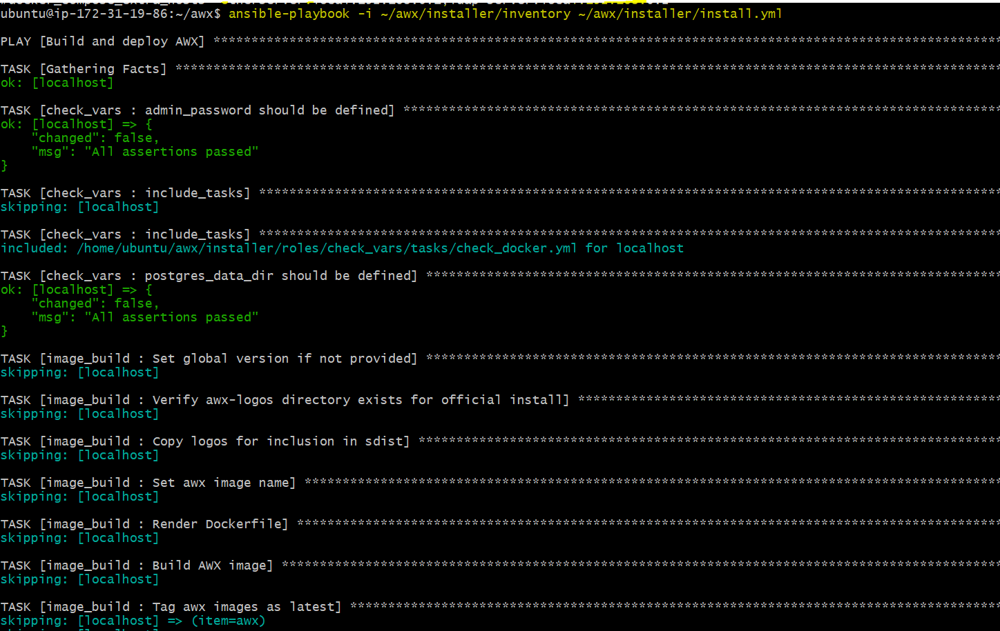 ubuntu@ip-172-31-19-86:~/awx$ ansible-playbook -i ~/awx/installer/inventory ~/awx/installer/install.yml
PLAY [Build and deploy AWX] ********************************************************************************************************
TASK [Gathering Facts] *************************************************************************************************************
ok: [localhost]
TASK [check_vars : admin_password should be defined] *******************************************************************************
ok: [localhost] => {
    "changed": false,
    "msg": "All assertions passed"
}
TASK [check_vars : include_tasks] **************************************************************************************************
skipping: [localhost]
TASK [check_vars : include_tasks] **************************************************************************************************
included: /home/ubuntu/awx/installer/roles/check_vars/tasks/check_docker.yml for localhost
TASK [check_vars : postgres_data_dir should be defined] ****************************************************************************
ok: [localhost] => {
    "changed": false,
    "msg": "All assertions passed"
}
TASK [image_build : Set global version if not provided] ****************************************************************************
skipping: [localhost]
TASK [image_build : Verify awx-logos directory exists for official install] ********************************************************
skipping: [localhost]
TASK [image_build : Copy logos for inclusion in sdist] *****************************************************************************
skipping: [localhost]
TASK [image_build : Set awx image name] ********************************************************************************************
skipping: [localhost]
TASK [image_build : Render Dockerfile] *********************************************************************************************
skipping: [localhost]
TASK [image_build : Build AWX image] ***********************************************************************************************
skipping: [localhost]
TASK [image_build : Tag awx images as latest] **************************************************************************************
skipping: [localhost] => (item=awx)